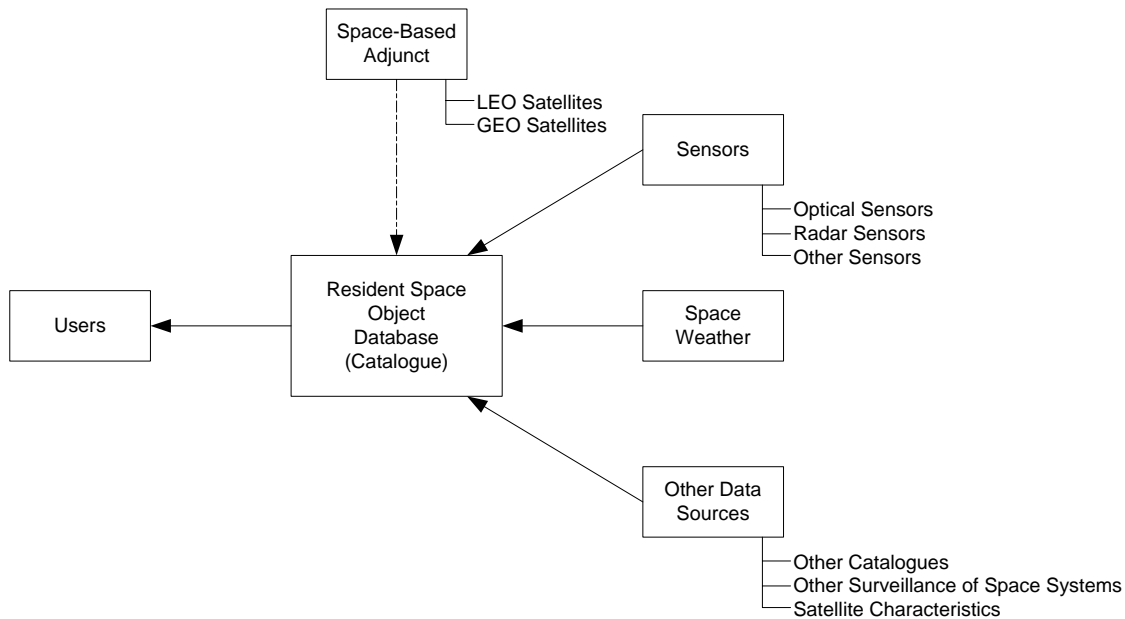 Space-Based
Adjunct
LEO Satellites
GEO Satellites
Sensors
Optical Sensors
Radar Sensors
Other Sensors
Resident Space
Object
Database
(Catalogue)
Users
Space
Weather
Other Data
Sources
Other Catalogues
Other Surveillance of Space Systems
Satellite Characteristics